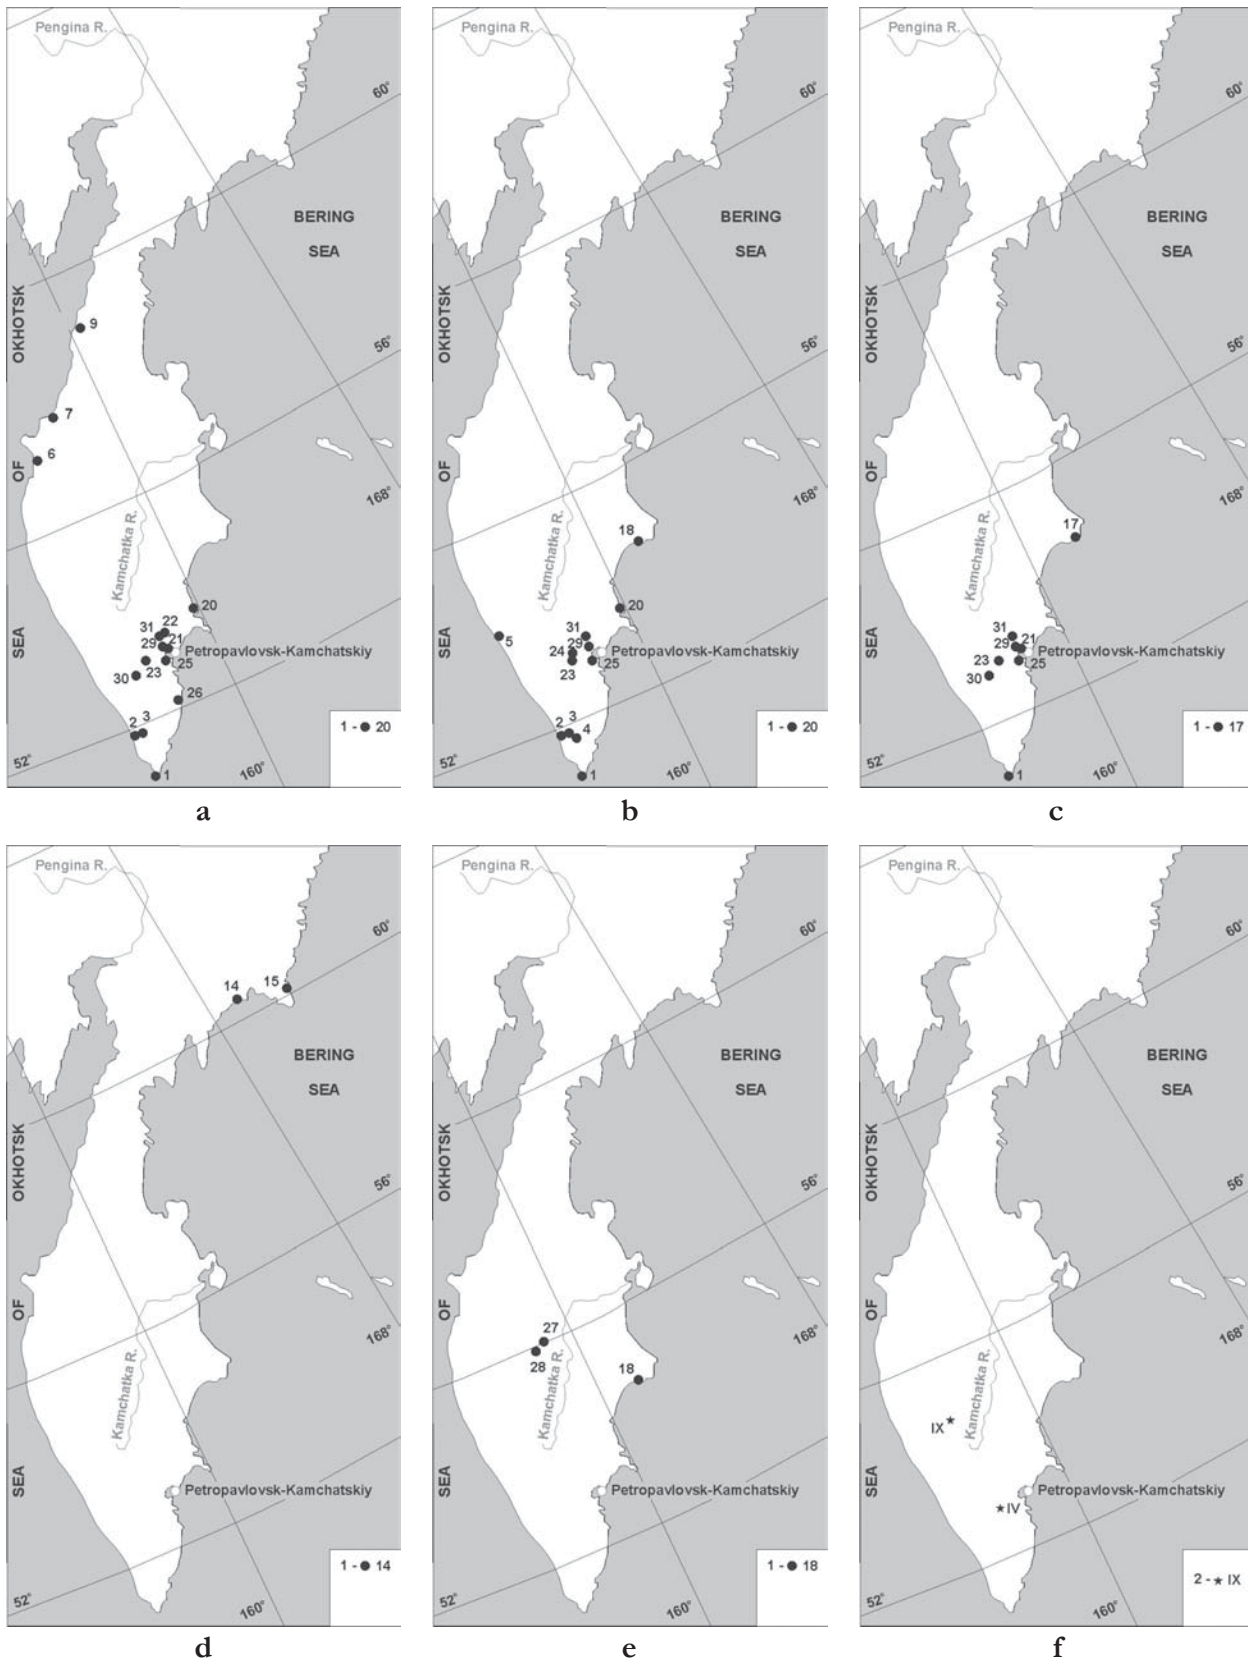 Pengina R.
60°
BERING
SEA
OKHOTSK
9
56°
7
6
OF
168°
Kamchatka R.
20
22
31
29
21
SEA
Petropavlovsk-Kamchatskiy
25
23
30
26
2
3
1 - ● 20
52°
160°
1
a
Pengina R.
60°
BERING
SEA
OKHOTSK
56°
OF
168°
Kamchatka R.
18
20
31
5
29
24
SEA
Petropavlovsk-Kamchatskiy
25
23
2
3
4
1 - ● 20
52°
160°
1
b
Pengina R.
60°
BERING
SEA
OKHOTSK
56°
OF
168°
Kamchatka R.
17
31
29
21
SEA
Petropavlovsk-Kamchatskiy
23
25
30
1 - ● 17
52°
160°
1
c
Pengina R.
60°
14
15
BERING
SEA
OKHOTSK
56°
OF
168°
Kamchatka R.
SEA
Petropavlovsk-Kamchatskiy
1 - ● 14
52°
160°
d
Pengina R.
60°
BERING
SEA
OKHOTSK
56°
OF
168°
27
28
Kamchatka R.
18
SEA
Petropavlovsk-Kamchatskiy
1 - ● 18
52°
160°
e
Pengina R.
60°
BERING
SEA
OKHOTSK
56°
OF
168°
Kamchatka R.
IX ★
SEA
Petropavlovsk-Kamchatskiy
★ IV
2 - ★ IX
52°
160°
f